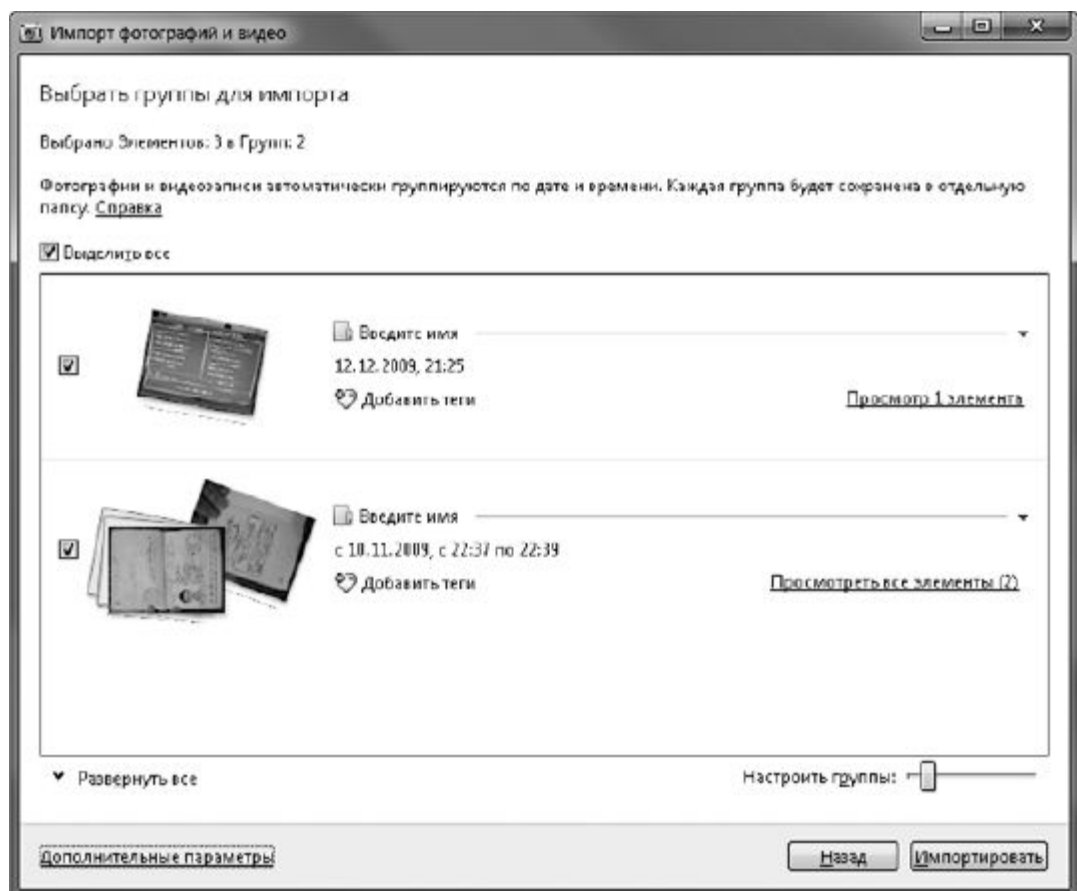 Импорт фотографий и видео
Выбрать группы для импорта
Выбрано Элементов: 3 в Групп: 2
Фотографии и видеозаписи автоматически группируются по дате и времени. Каждая группа будет сохранена в отдельную
папку. Справка
Выделить все
Введите имя
12.12.2009, 21:25
Добавить теги
Просмотр 1 элемента
Введите имя
с 10.11.2009, с 22:37 по 22:39
Добавить теги
Просмотреть все элементы (2)
Развернуть все
Настроить группы:
Дополнительные параметры
Назад
Импортировать